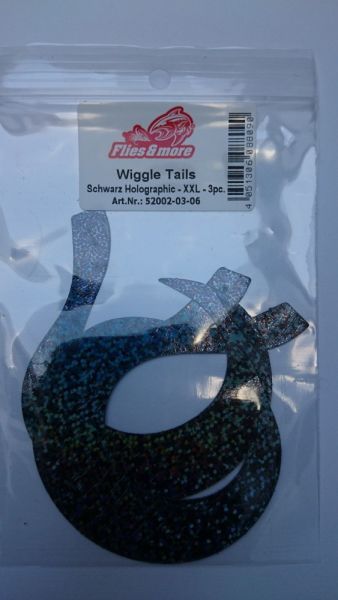 Flies & more
Wiggle Tails
Schwarz Holographic - XXL - 3pc.
Art.Nr.: 52002-03-06